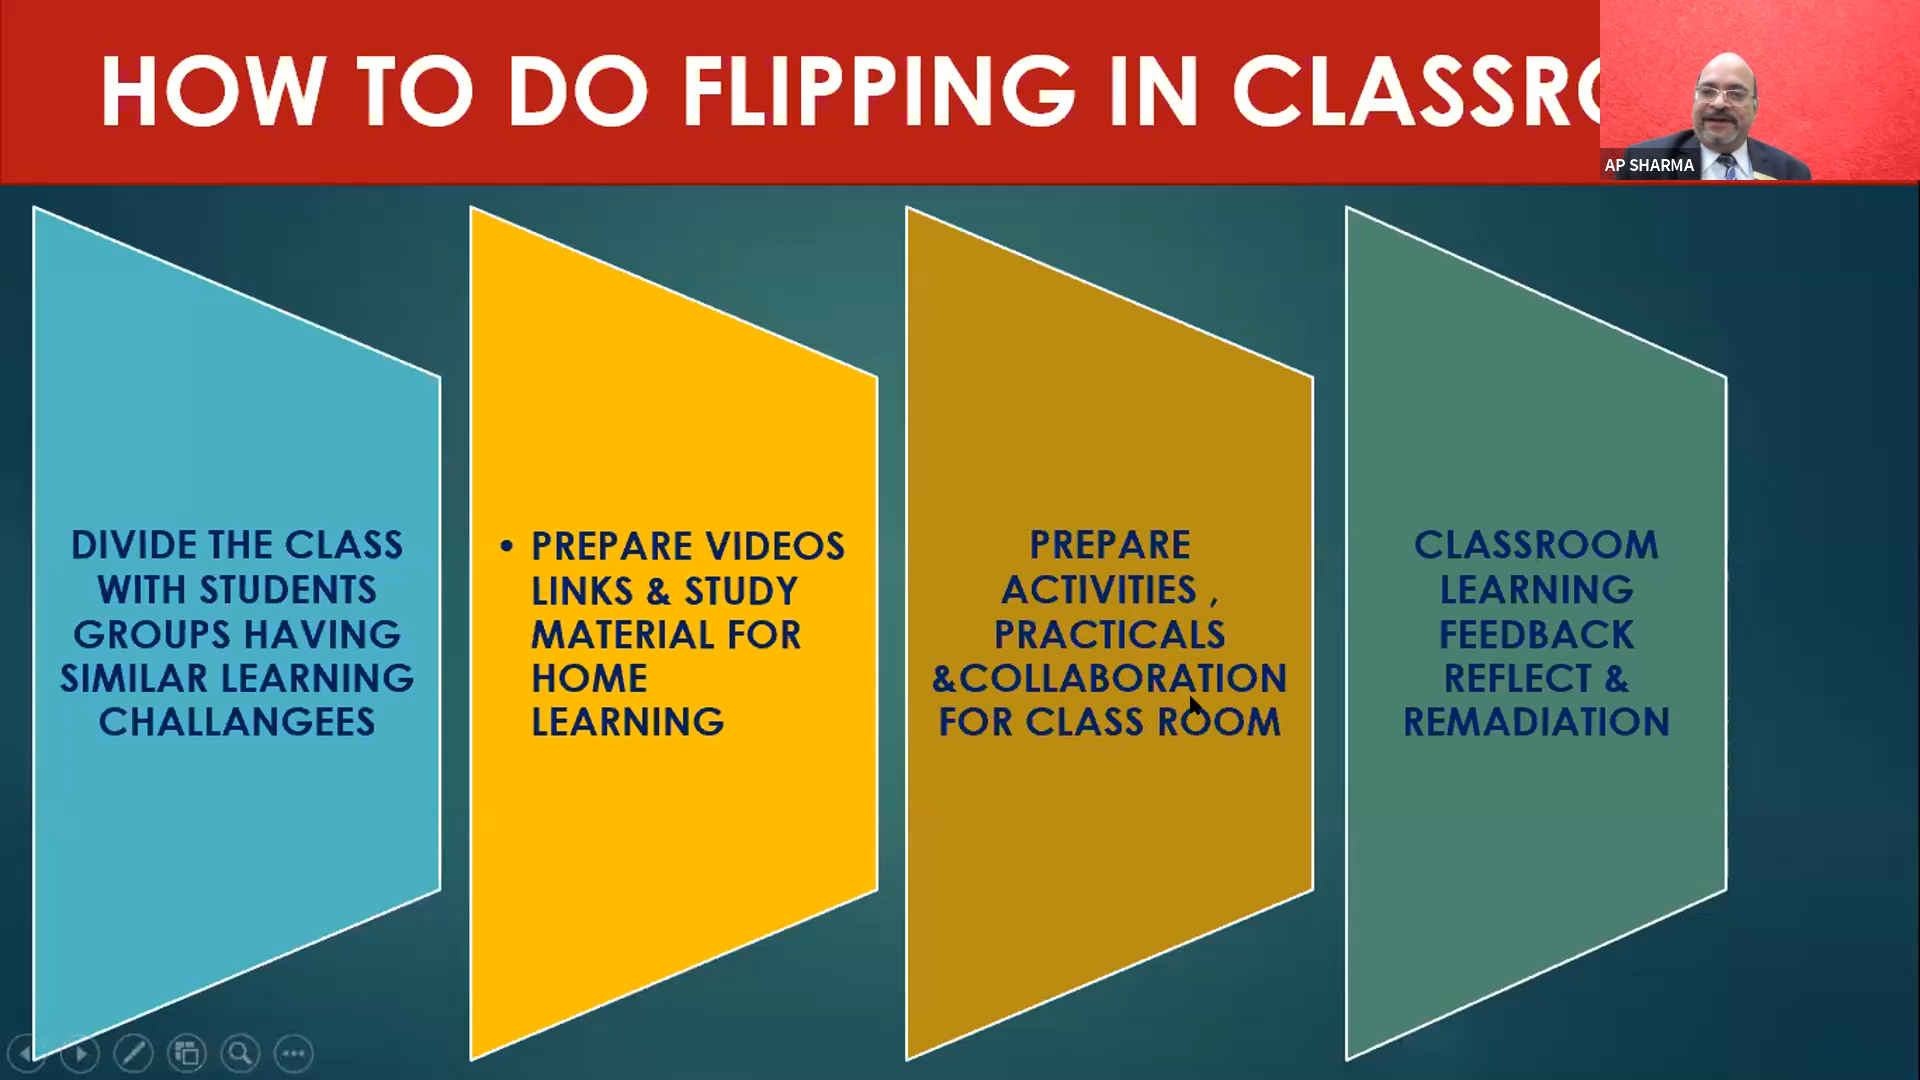 HOW TO DO FLIPPING IN CLASSRO
AP SHARMA
DIVIDE THE CLASS
WITH STUDENTS
GROUPS HAVING
SIMILAR LEARNING
CHALLANGEES
• PREPARE VIDEOS
LINKS & STUDY
MATERIAL FOR
HOME
LEARNING
PREPARE
ACTIVITIES ,
PRACTICALS
&COLLABORATION
FOR CLASS ROOM
CLASSROOM
LEARNING
FEEDBACK
REFLECT &
REMADIATION